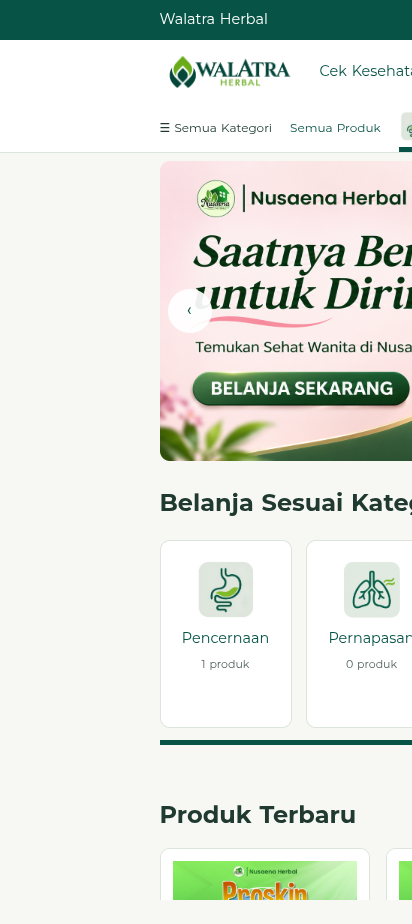 Walatra Herbal
WALATRA
HERBAL
Cek Kesehata
☰ Semua Kategori
Semua Produk
Nusaena Herbal
Saatnya Ber
untuk Dirir
Temukan Sehat Wanita di Nusa
BELANJA SEKARANG
Belanja Sesuai Kateg
Pencernaan
1 produk
Pernapasan
0 produk
Produk Terbaru
Nusaena Herbal
Proskin